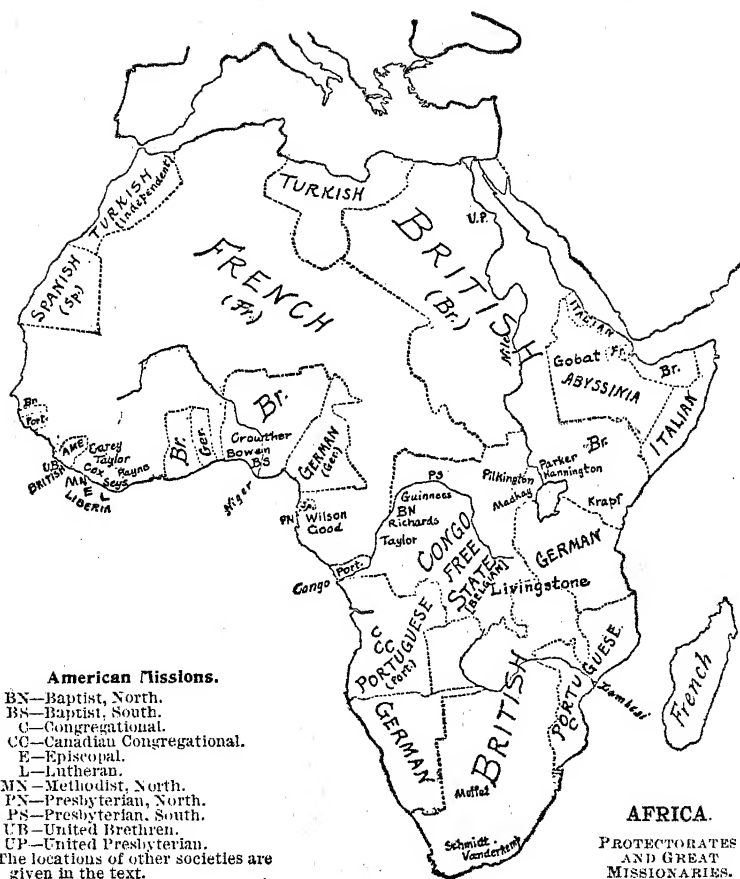 TURKISH
(Independent)
TURKISH
U.P.
SPANISH
(Sp.)
FRENCH
(Fr.)
BRITISH
(Br.)
Nile
ITALIAN
Gobat
Fr.
Br.
ABYSSINIA
ITALIAN
Br.
Port.
AME
U.B.
BRITISH
Carey
Taylor
Cox
Payne
Seys
MN
E
L
LIBERIA
Br.
Ger.
Br.
Crowther
Bowen
BS
Niger
GERMAN
(Ger)
Sp.
PN
Wilson
Good
PS
Guinness
BN
Richards
Taylor
Pilkington
Mackay
Parker
Hannington
Br.
Krapf
CONGO
FREE
STATE
[BELGIAN]
Congo
Port.
GERMAN
Livingstone
C
CC
PORTUGUESE
(Port)
PORTUGUESE
C
Zambesi
French
GERMAN
BRITISH
Moffat
Schmidt
Vanderkemp
American Missions.
BN—Baptist, North.
BS—Baptist, South.
C—Congregational.
CC—Canadian Congregational.
E—Episcopal.
L—Lutheran.
MN—Methodist, North.
PN—Presbyterian, North.
PS—Presbyterian, South.
UB—United Brethren.
UP—United Presbyterian.
The locations of other societies are
given in the text.
AFRICA.
PROTECTORATES
AND GREAT
MISSIONARIES.